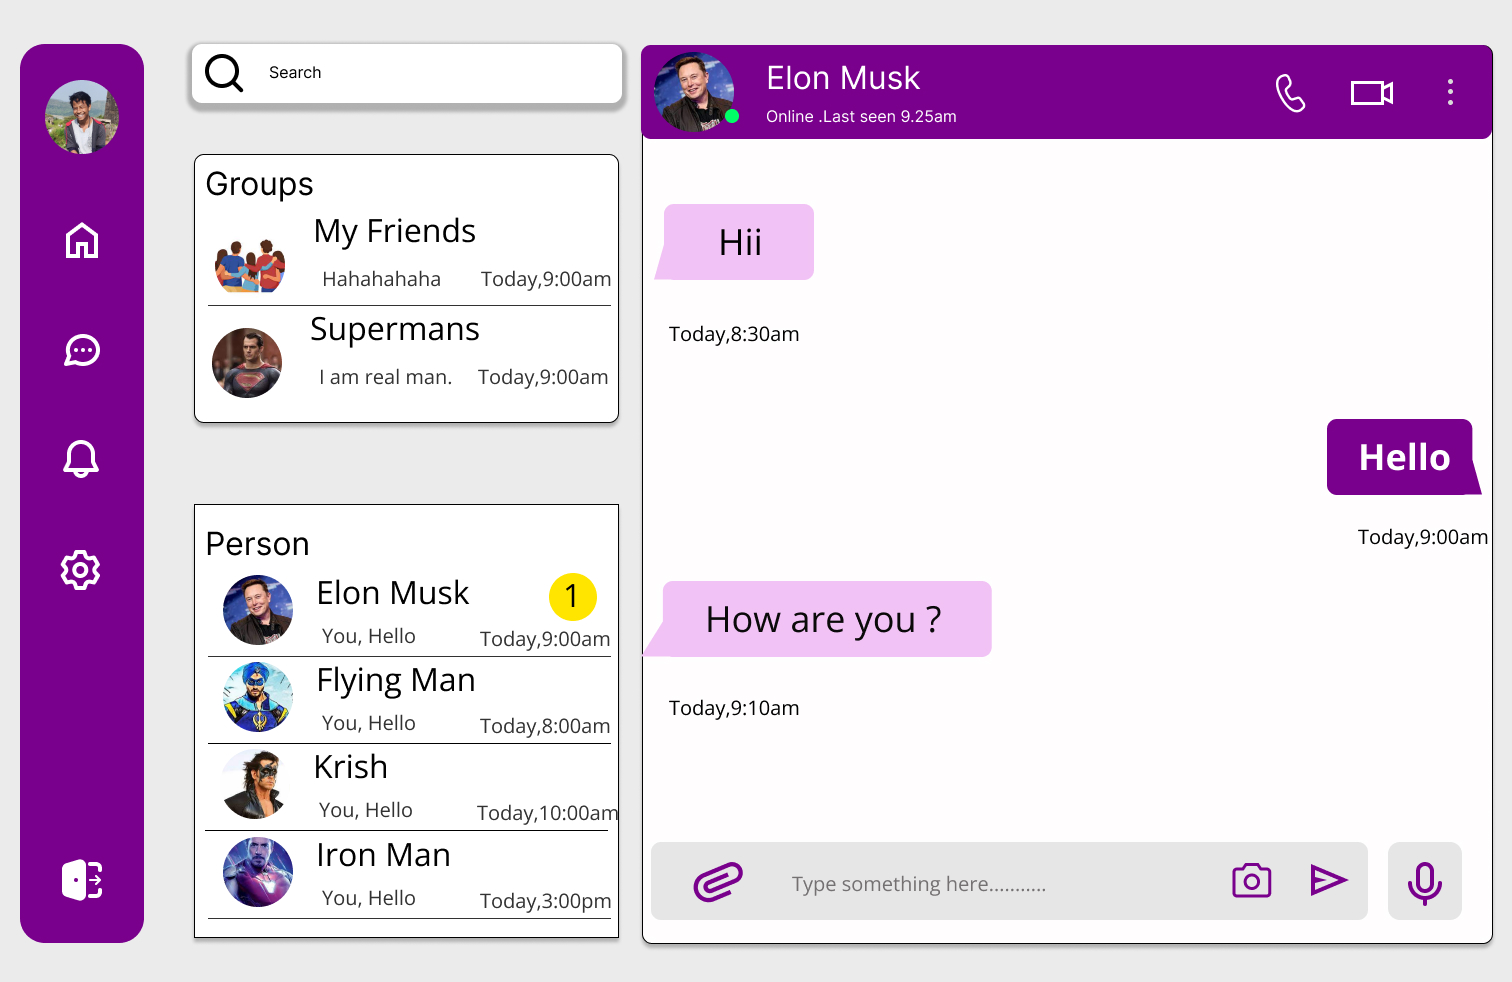 Search
Groups
My Friends
Hahahahaha Today,9:00am
Supermans
I am real man. Today,9:00am
Person
Elon Musk 1
You, Hello Today,9:00am
Flying Man
You, Hello Today,8:00am
Krish
You, Hello Today,10:00am
Iron Man
You, Hello Today,3:00pm
Elon Musk
Online .Last seen 9.25am
Hii
Today,8:30am
Hello
Today,9:00am
How are you ?
Today,9:10am
Type something here...........